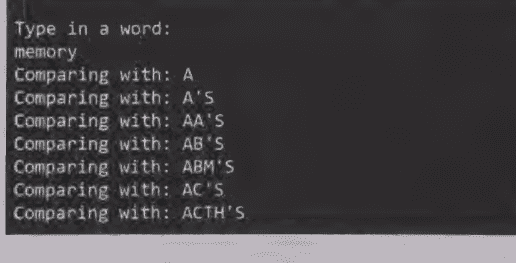 Type in a word:
memory
Comparing with: A
Comparing with: A'S
Comparing with: AA'S
Comparing with: AB'S
Comparing with: ABM'S
Comparing with: AC'S
Comparing with: ACTH'S